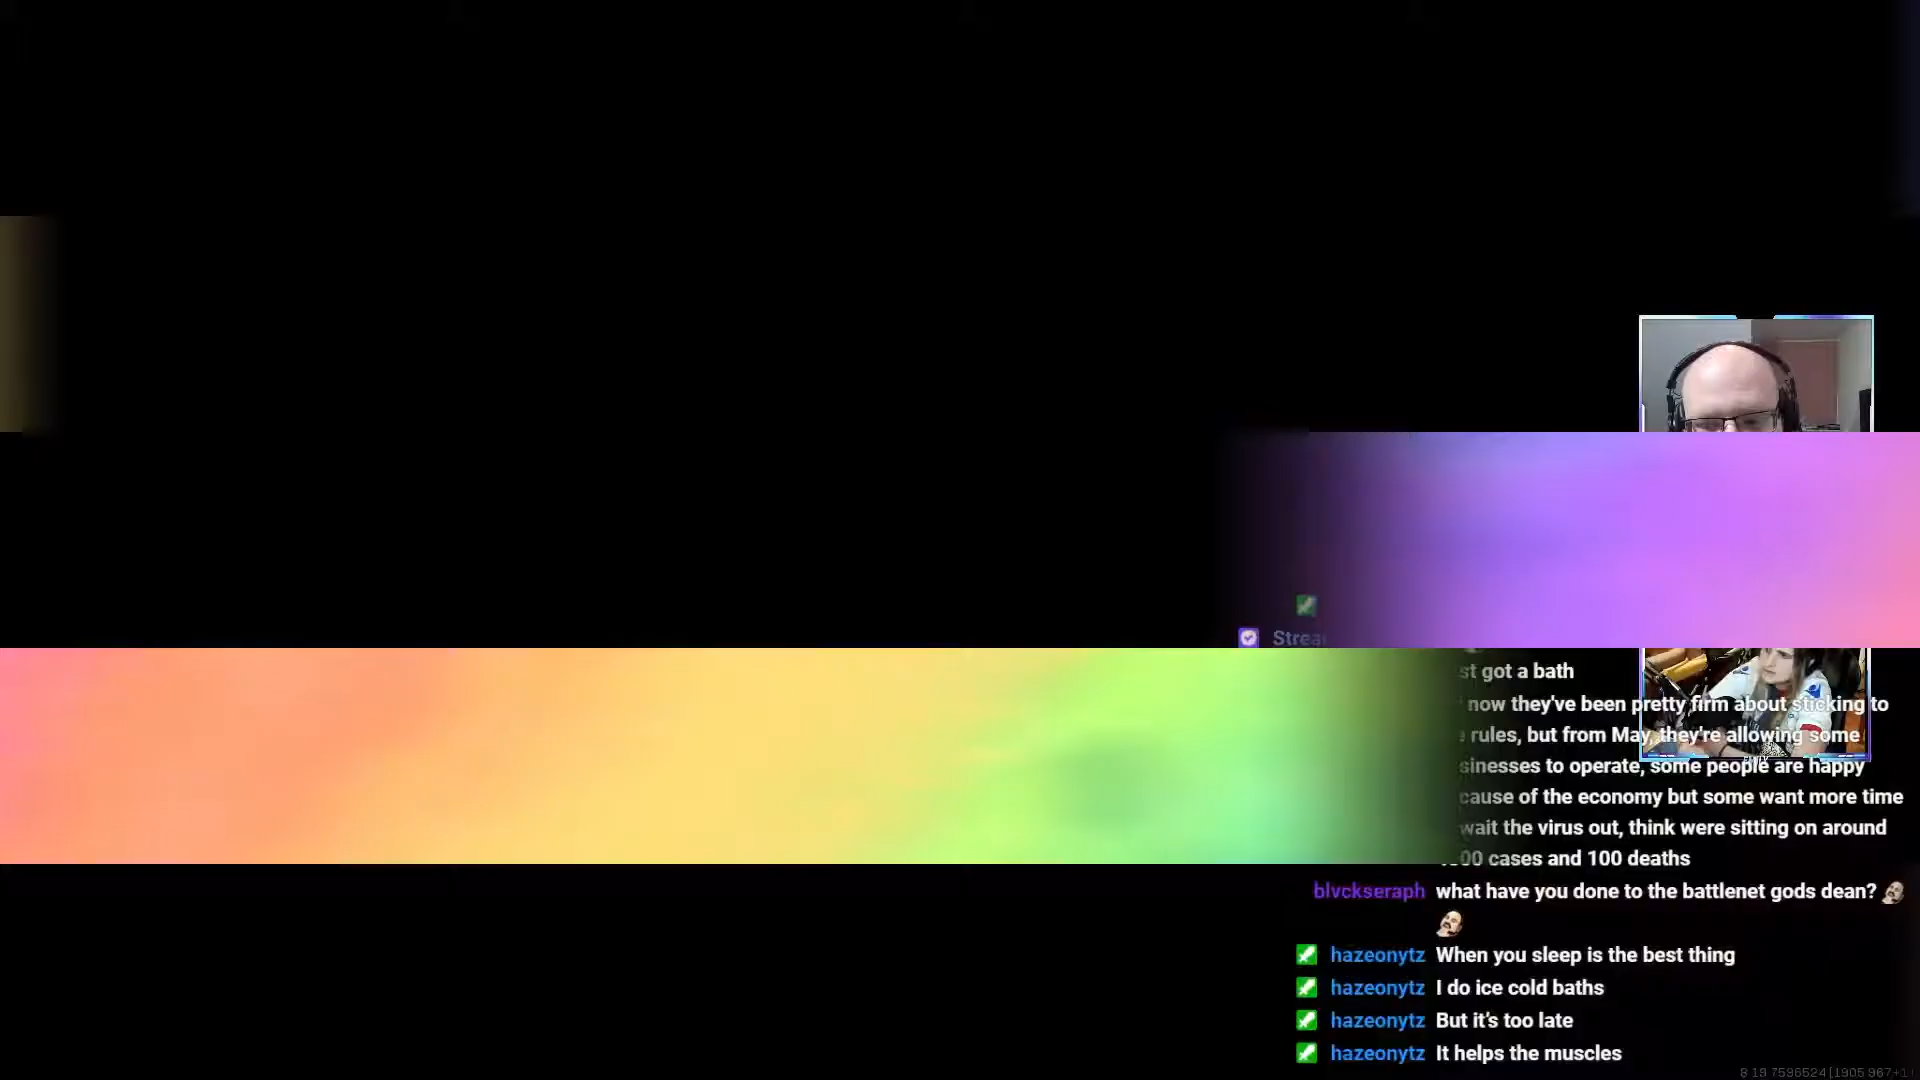 Strea
st got a bath
now they've been pretty firm about sticking to
rules, but from May, they're allowing some
sinesses to operate, some people are happy
cause of the economy but some want more time
wait the virus out, think were sitting on around
00 cases and 100 deaths
blvckseraph what have you done to the battlenet gods dean?
hazeonytz When you sleep is the best thing
hazeonytz I do ice cold baths
hazeonytz But it's too late
hazeonytz It helps the muscles